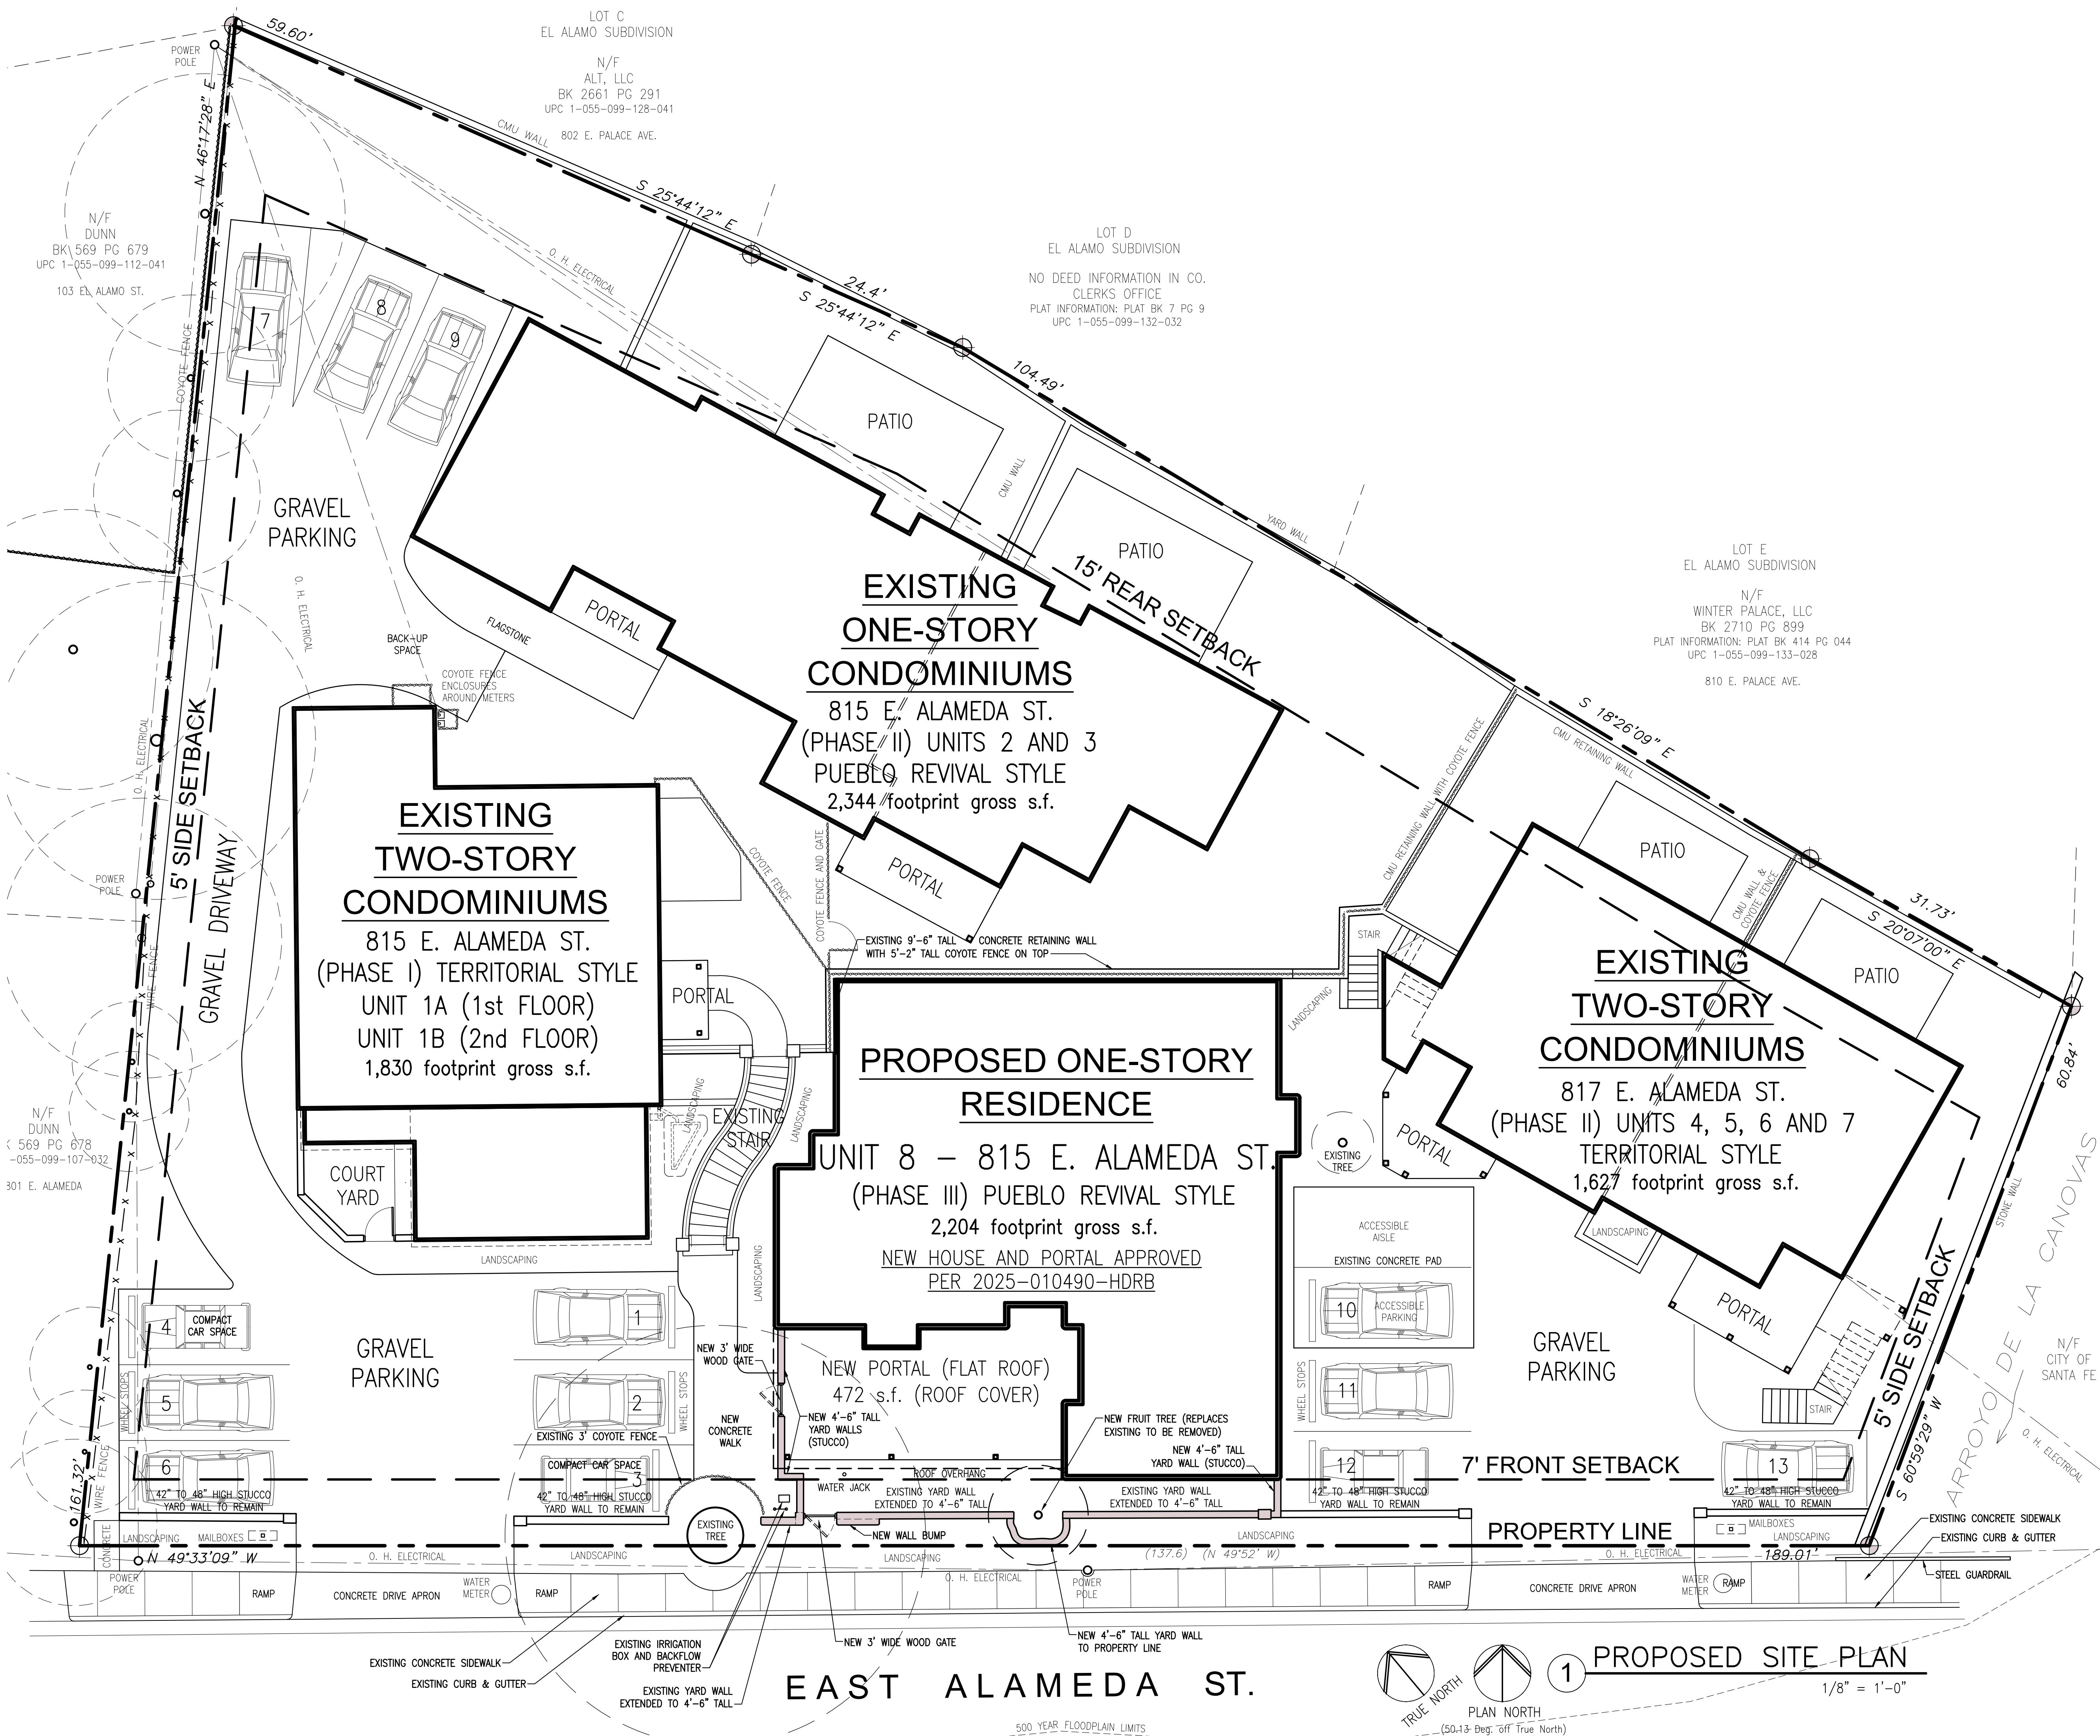 LOT C
EL ALAMO SUBDIVISION
N/F
ALT, LLC
BK 2661 PG 291
UPC 1-055-099-128-041
802 E. PALACE AVE.
59.60'
POWER
POLE
N 46°17'28" E
CMU WALL
S 25°44'12" E
N/F
DUNN
BK 569 PG 679
UPC 1-055-099-112-041
103 EL ALAMO ST.
LOT D
EL ALAMO SUBDIVISION
NO DEED INFORMATION IN CO.
CLERKS OFFICE
PLAT INFORMATION: PLAT BK 7 PG 9
UPC 1-055-099-132-032
O. H. ELECTRICAL
24.4'
S 25°44'12" E
104.49'
COYOTE FENCE
7
8
9
PATIO
CMU WALL
PATIO
YARD WALL
GRAVEL
PARKING
15' REAR SETBACK
LOT E
EL ALAMO SUBDIVISION
N/F
WINTER PALACE, LLC
BK 2710 PG 899
PLAT INFORMATION: PLAT BK 414 PG 044
UPC 1-055-099-133-028
810 E. PALACE AVE.
O. H. ELECTRICAL
BACK-UP
SPACE
FLAGSTONE
PORTAL
COYOTE FENCE
ENCLOSURES
AROUND METERS
EXISTING
ONE-STORY
CONDOMINIUMS
815 E. ALAMEDA ST.
(PHASE II) UNITS 2 AND 3
PUEBLO REVIVAL STYLE
2,344 footprint gross s.f.
PORTAL
S 18°26'09" E
CMU RETAINING WALL
CMU RETAINING WALL WITH COYOTE FENCE
O. H. ELECTRICAL
5' SIDE SETBACK
GRAVEL DRIVEWAY
POWER
POLE
WIRE FENCE
EXISTING
TWO-STORY
CONDOMINIUMS
815 E. ALAMEDA ST.
(PHASE I) TERRITORIAL STYLE
UNIT 1A (1st FLOOR)
UNIT 1B (2nd FLOOR)
1,830 footprint gross s.f.
COYOTE FENCE
COYOTE FENCE AND GATE
PORTAL
EXISTING 9'-6" TALL CONCRETE RETAINING WALL
WITH 5'-2" TALL COYOTE FENCE ON TOP
STAIR
LANDSCAPING
PATIO
CMU WALL &
COYOTE FENCE
PATIO
31.73'
S 20°07'00" E
EXISTING
TWO-STORY
CONDOMINIUMS
817 E. ALAMEDA ST.
(PHASE II) UNITS 4, 5, 6 AND 7
TERRITORIAL STYLE
1,627 footprint gross s.f.
60.84'
STONE WALL
PORTAL
LANDSCAPING
PORTAL
5' SIDE SETBACK
S 60°59'29" W
ARROYO DE LA CANOVAS
N/F
CITY OF
SANTA FE
O. H. ELECTRICAL
N/F
DUNN
569 PG 678
-055-099-107-032
801 E. ALAMEDA
COURT
YARD
LANDSCAPING
LANDSCAPING
EXISTING
STAIR
LANDSCAPING
LANDSCAPING
PROPOSED ONE-STORY
RESIDENCE
UNIT 8 - 815 E. ALAMEDA ST.
(PHASE III) PUEBLO REVIVAL STYLE
2,204 footprint gross s.f.
NEW HOUSE AND PORTAL APPROVED
PER 2025-010490-HDRB
EXISTING
TREE
ACCESSIBLE
AISLE
EXISTING CONCRETE PAD
10
ACCESSIBLE
PARKING
11
WHEEL STOPS
12
GRAVEL
PARKING
STAIR
13
4
COMPACT
CAR SPACE
5
WHEEL STOPS
6
GRAVEL
PARKING
1
2
WHEEL STOPS
EXISTING 3' COYOTE FENCE
COMPACT CAR SPACE
3
NEW 3' WIDE
WOOD GATE
NEW
CONCRETE
WALK
NEW PORTAL (FLAT ROOF)
472 s.f. (ROOF COVER)
NEW 4'-6" TALL
YARD WALLS
(STUCCO)
NEW FRUIT TREE (REPLACES
EXISTING TO BE REMOVED)
NEW 4'-6" TALL
YARD WALL (STUCCO)
ROOF OVERHANG
WATER JACK
EXISTING YARD WALL
EXTENDED TO 4'-6" TALL
EXISTING YARD WALL
EXTENDED TO 4'-6" TALL
7' FRONT SETBACK
161.32'
WIRE FENCE
42" TO 48" HIGH STUCCO
YARD WALL TO REMAIN
42" TO 48" HIGH STUCCO
YARD WALL TO REMAIN
42" TO 48" HIGH STUCCO
YARD WALL TO REMAIN
42" TO 48" HIGH STUCCO
YARD WALL TO REMAIN
CONCRETE
LANDSCAPING
MAILBOXES
EXISTING
TREE
NEW WALL BUMP
LANDSCAPING
PROPERTY LINE
MAILBOXES
LANDSCAPING
EXISTING CONCRETE SIDEWALK
EXISTING CURB & GUTTER
N 49°33'09" W
O. H. ELECTRICAL
LANDSCAPING
LANDSCAPING
(137.6) (N 49°52' W)
O. H. ELECTRICAL
189.01'
STEEL GUARDRAIL
POWER
POLE
RAMP
CONCRETE DRIVE APRON
WATER
METER
RAMP
O. H. ELECTRICAL
POWER
POLE
RAMP
CONCRETE DRIVE APRON
WATER
METER
RAMP
EXISTING CONCRETE SIDEWALK
EXISTING CURB & GUTTER
EXISTING IRRIGATION
BOX AND BACKFLOW
PREVENTER
EXISTING YARD WALL
EXTENDED TO 4'-6" TALL
NEW 3' WIDE WOOD GATE
NEW 4'-6" TALL YARD WALL
TO PROPERTY LINE
EAST ALAMEDA ST.
500 YEAR FLOODPLAIN LIMITS
TRUE NORTH
PLAN NORTH
(50.13 Deg. off True North)
1
PROPOSED SITE PLAN
1/8" = 1'-0"